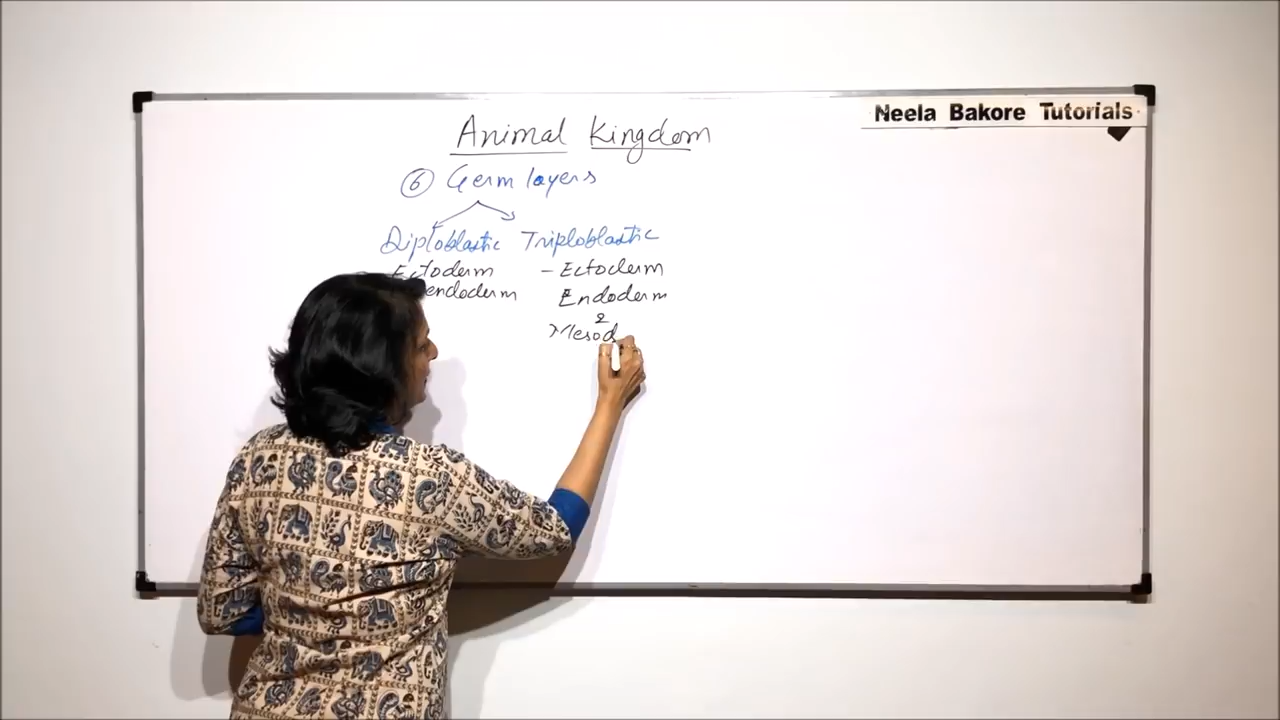 Neela Bakore Tutorials
Animal Kingdom
⑥ Germ layers
Diploblastic Triploblastic
Ectoderm - Ectoderm
endoderm Endoderm
&
Mesod